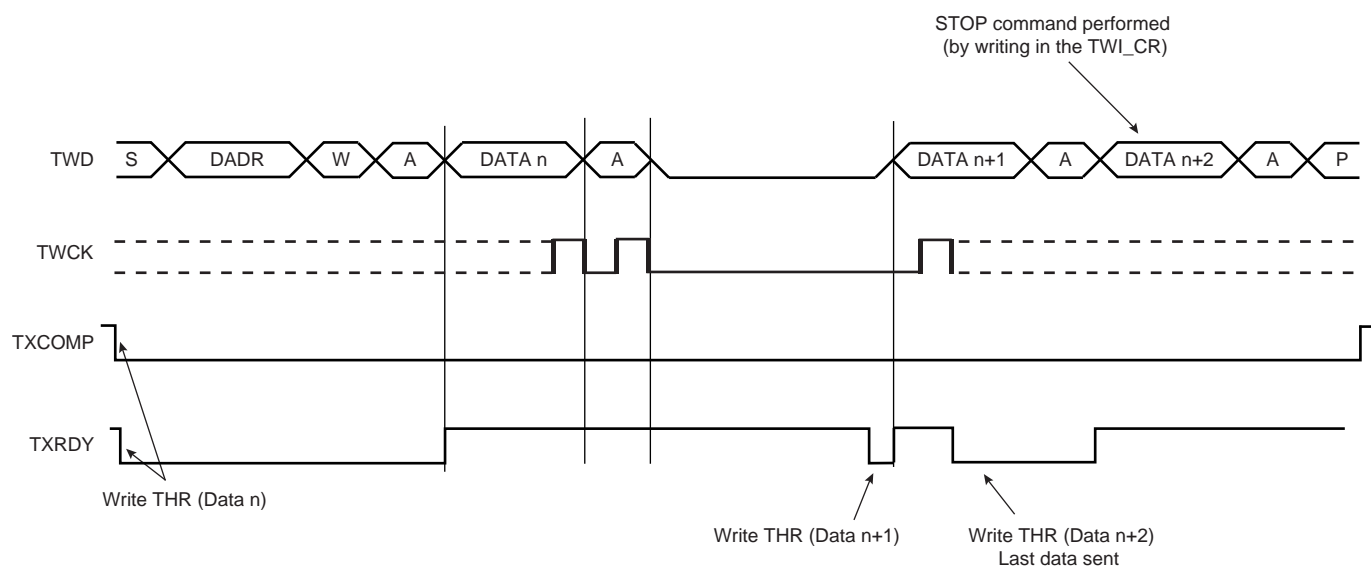 STOP command performed
(by writing in the TWI_CR)
TWD S DADR W A DATA n A DATA n+1 A DATA n+2 A P
TWCK
TXCOMP
TXRDY
Write THR (Data n)
Write THR (Data n+1)
Write THR (Data n+2)
Last data sent